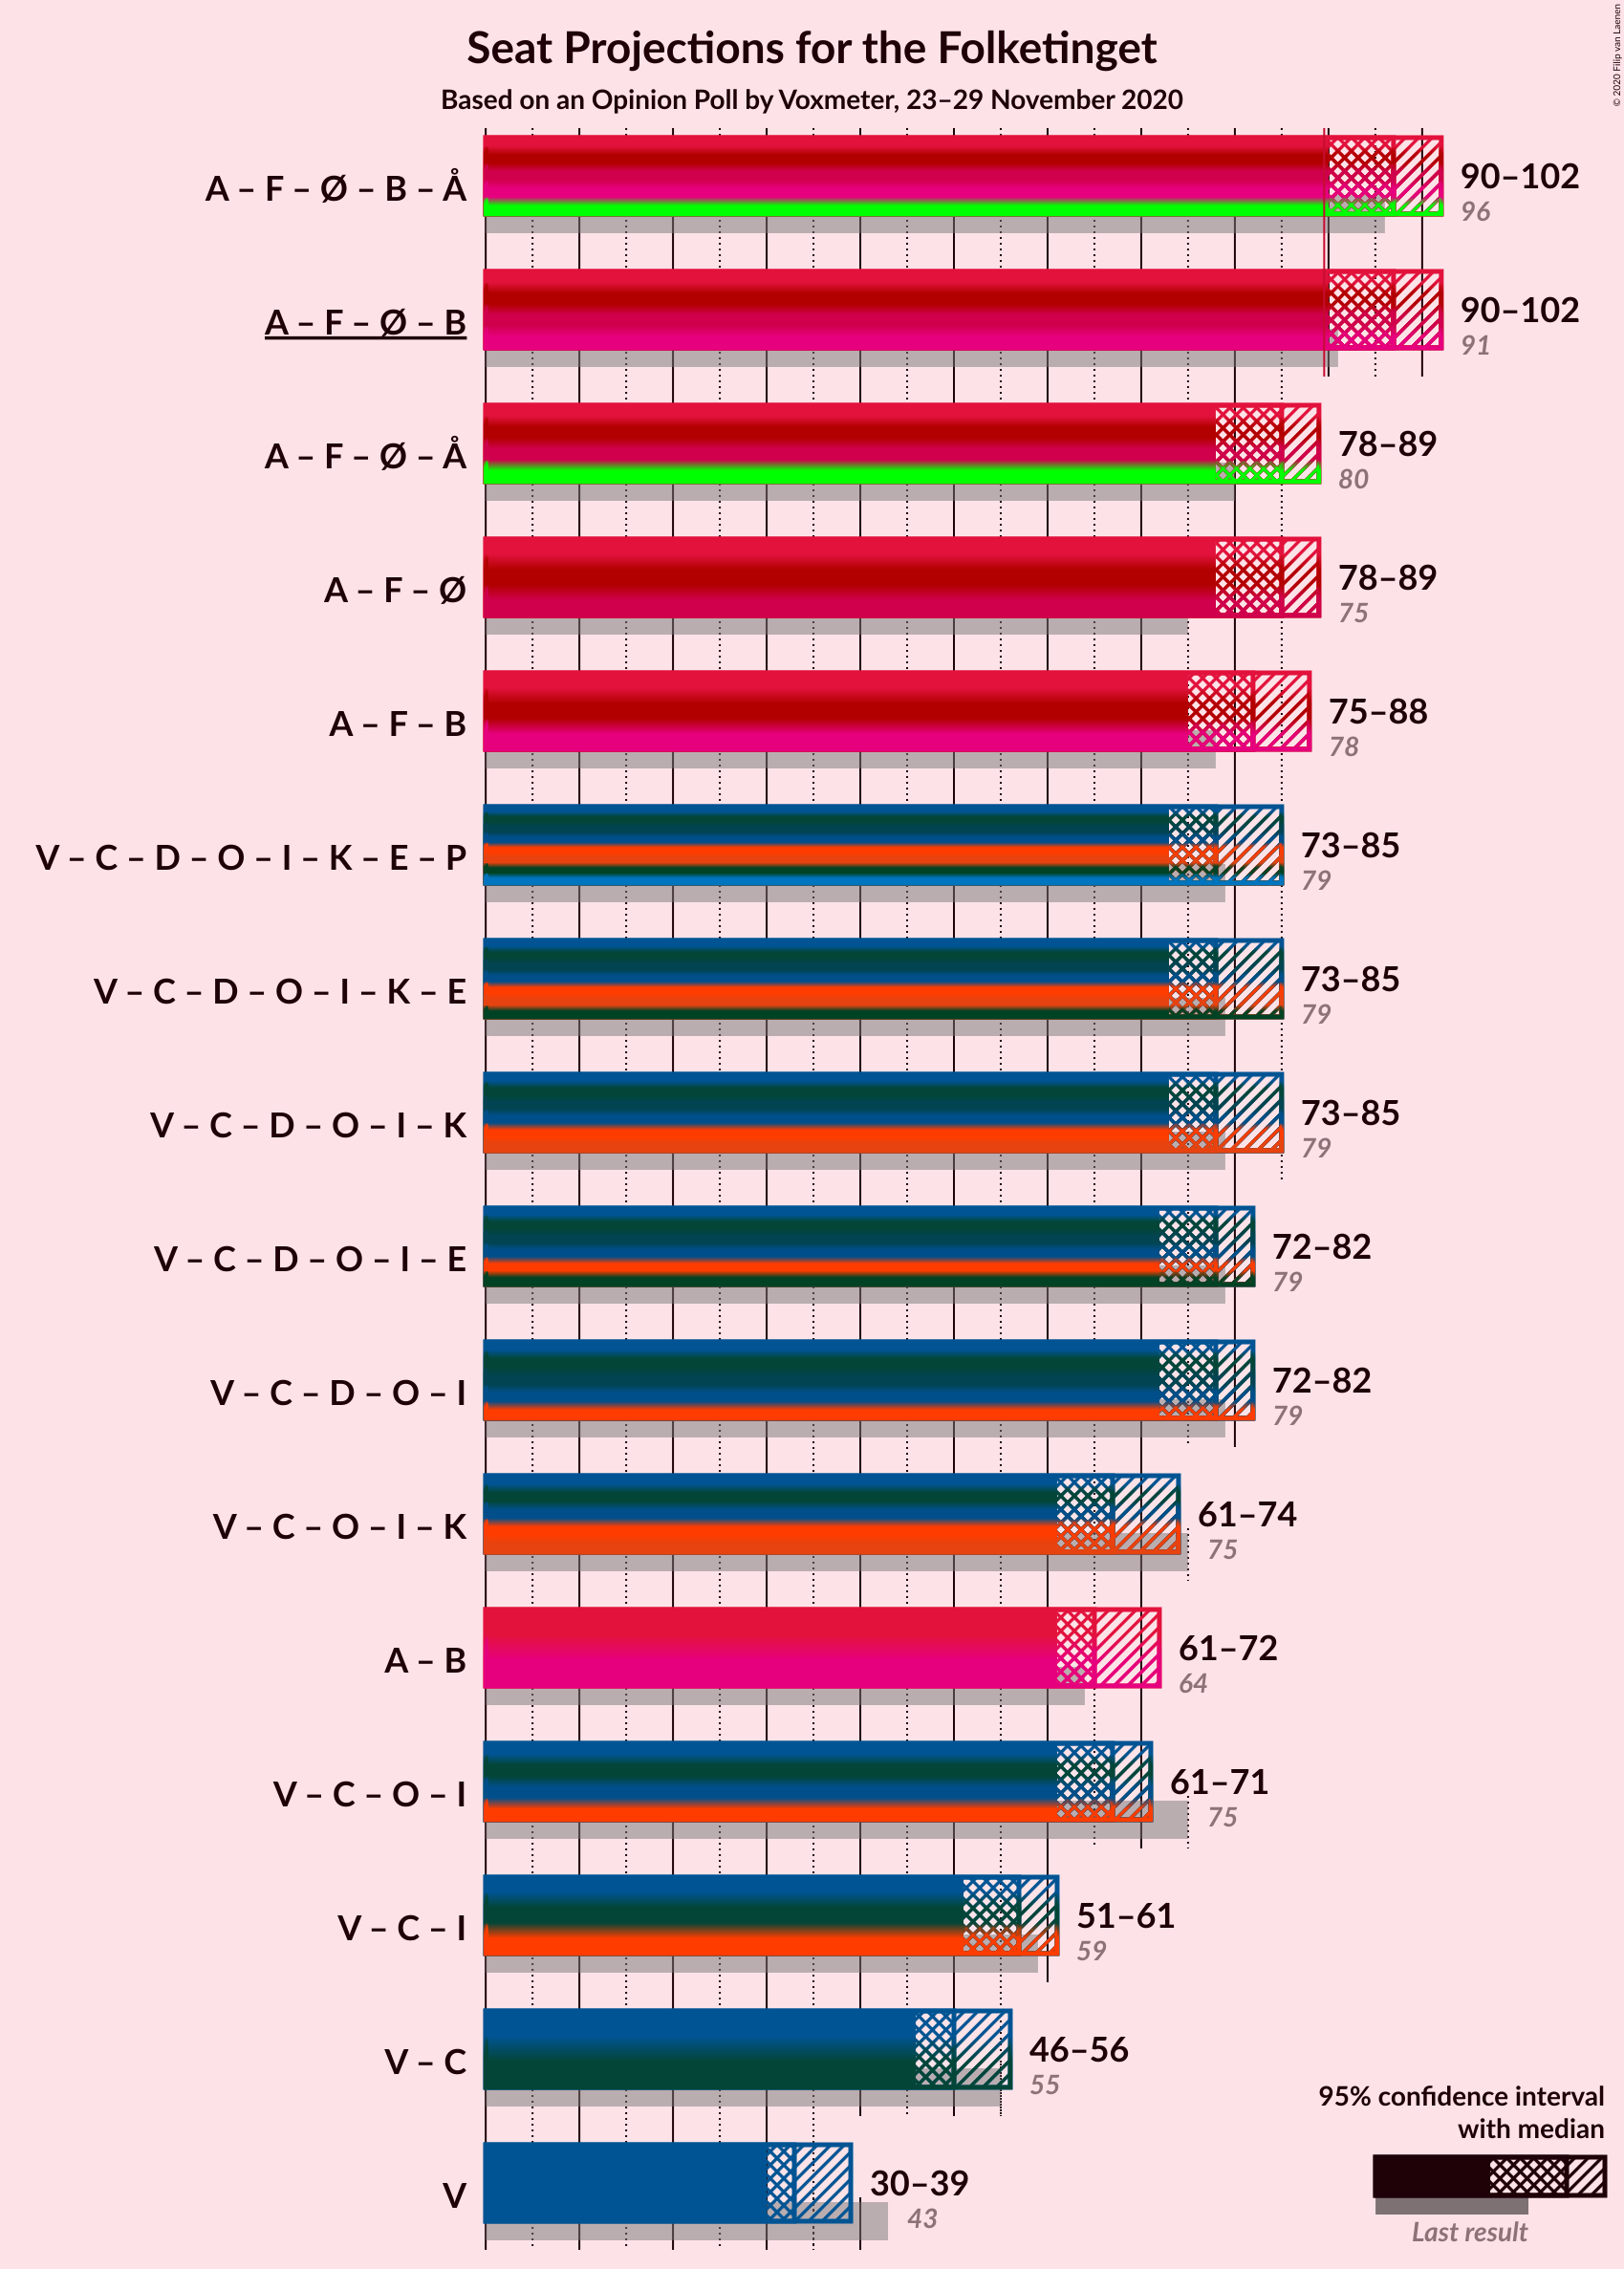 © 2020 Filip van Laenen
Seat Projections for the Folketinget
Based on an Opinion Poll by Voxmeter, 23–29 November 2020
A – F – Ø – B – Å
90–102
96
A – F – Ø – B
90–102
91
A – F – Ø – Å
78–89
80
A – F – Ø
78–89
75
A – F – B
75–88
78
V – C – D – O – I – K – E – P
73–85
79
V – C – D – O – I – K – E
73–85
79
V – C – D – O – I – K
73–85
79
V – C – D – O – I – E
72–82
79
V – C – D – O – I
72–82
79
V – C – O – I – K
61–74
75
A – B
61–72
64
V – C – O – I
61–71
75
V – C – I
51–61
59
V – C
46–56
55
V
30–39
43
95% confidence interval
with median
Last result